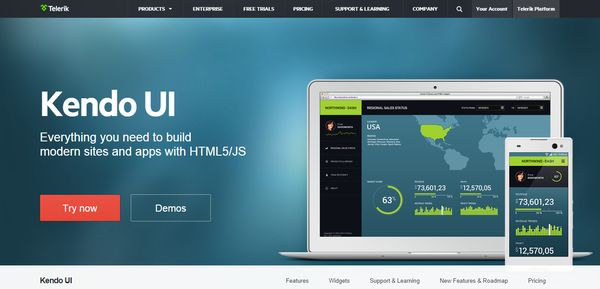 Telerik
PRODUCTS
ENTERPRISE
FREE TRIALS
PRICING
SUPPORT & LEARNING
COMPANY
Your Account
Telerik Platform
Kendo UI
Everything you need to build
modern sites and apps with HTML5/JS
Try now
Demos
NORTHWIND DASH
REGIONAL SALES STATUS
USA
63%
$73,601,23
$12,570,05
NORTHWIND DASH
$73,601,23
$12,570,05
Kendo UI
Features
Widgets
Support & Learning
New Features & Roadmap
Pricing